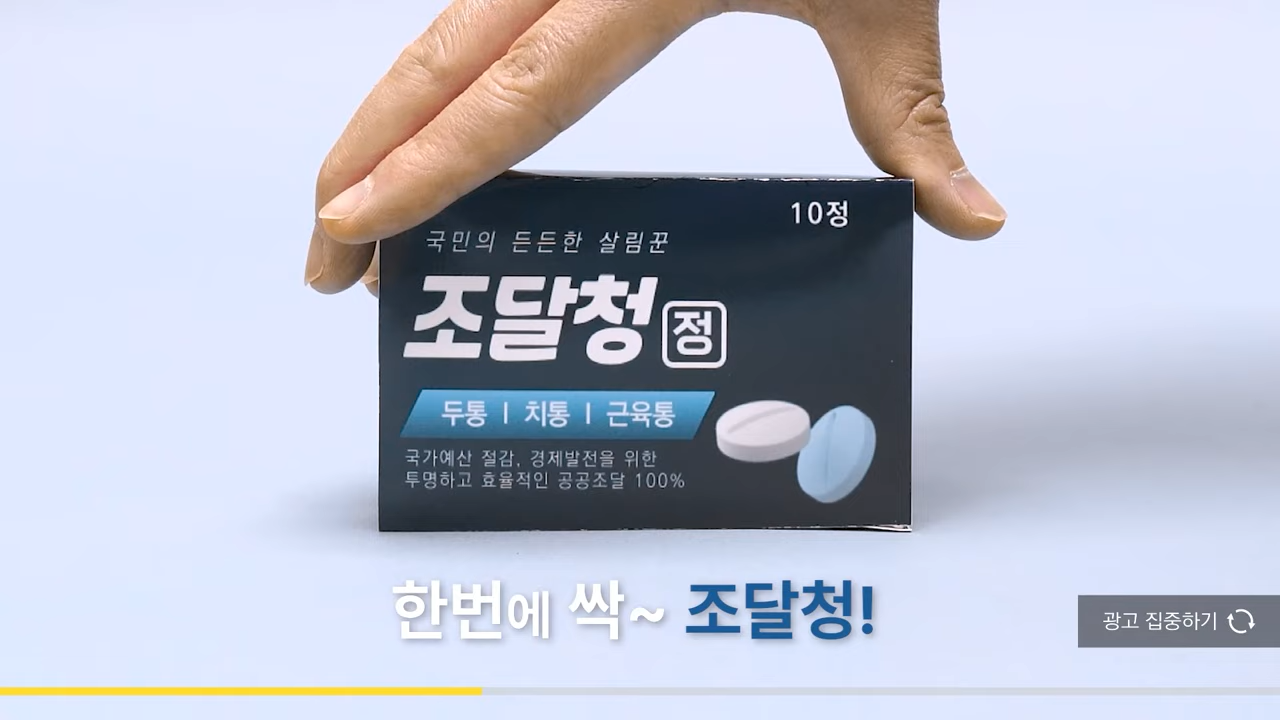 10정
국민의 든든한 살림꾼
조달청 정
두통 | 치통 | 근육통
국가예산 절감, 경제발전을 위한
투명하고 효율적인 공공조달 100%
한번에 싹~ 조달청!
광고 집중하기